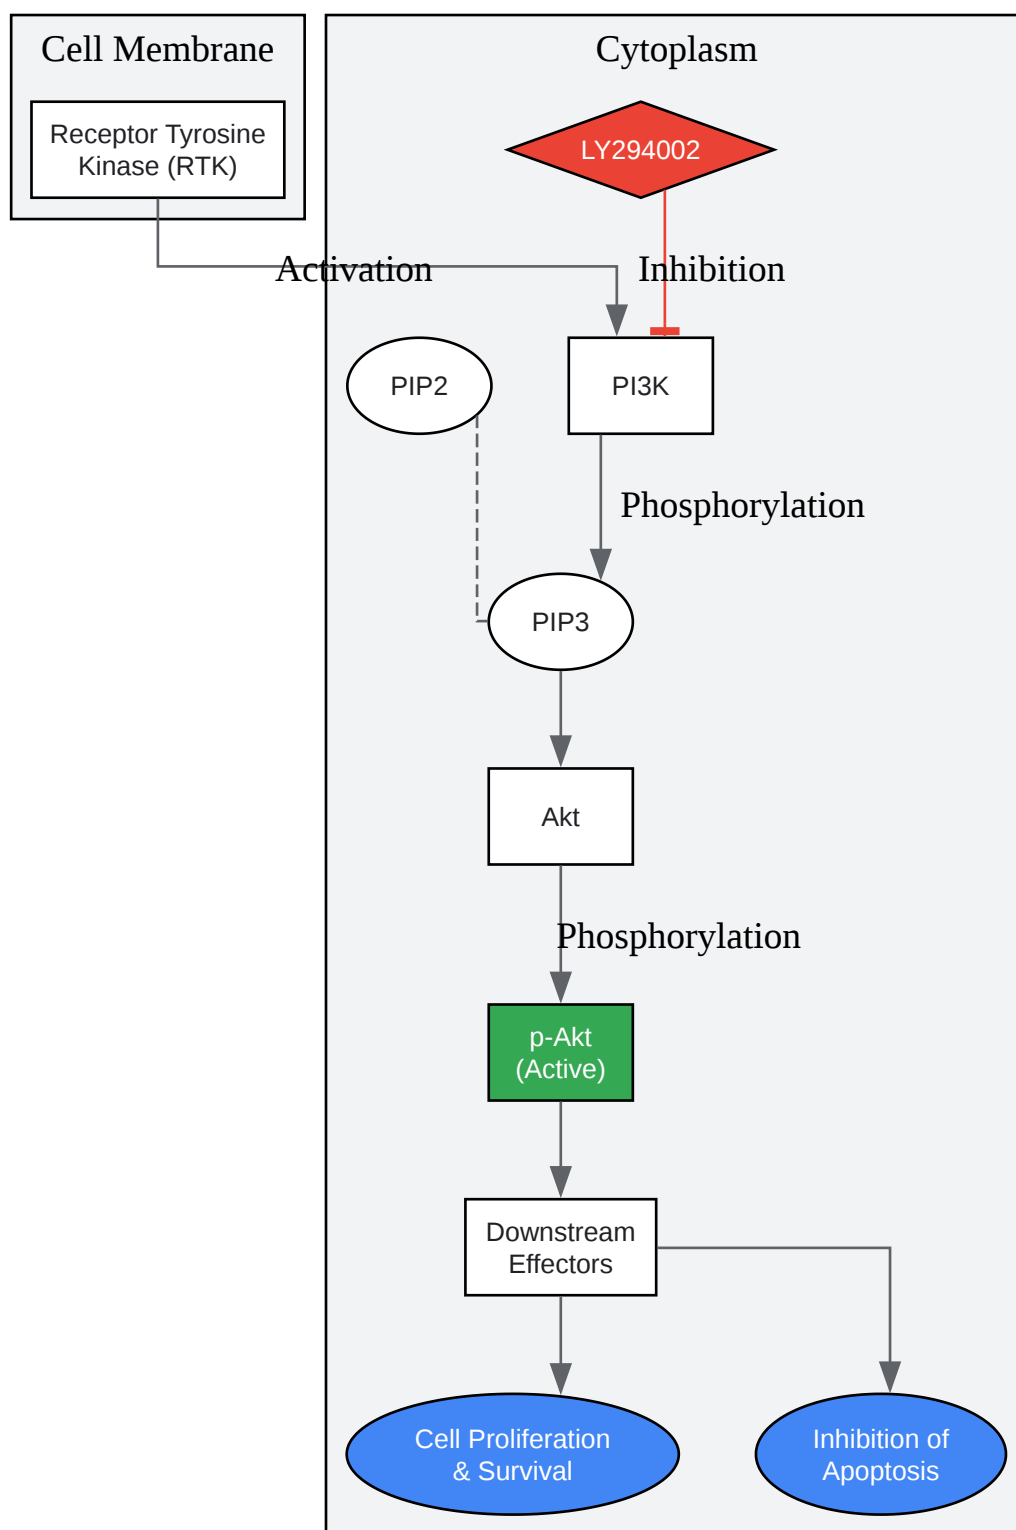 Cell Membrane
Cytoplasm
Receptor Tyrosine
Kinase (RTK)
LY294002
Activation
Inhibition
PIP2
PI3K
Phosphorylation
PIP3
Akt
Phosphorylation
p-Akt
(Active)
Downstream
Effectors
Cell Proliferation
& Survival
Inhibition of
Apoptosis